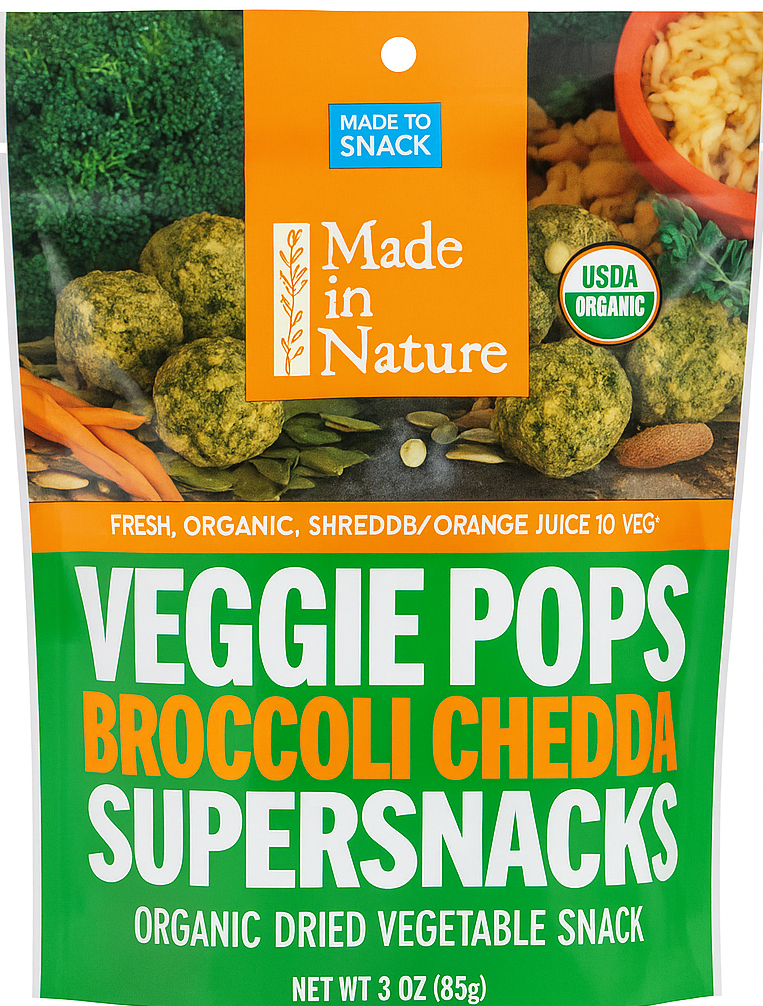 MADE TO
SNACK
Made
in
Nature
USDA
ORGANIC
FRESH, ORGANIC, SHREDDB/ORANGE JUICE 10 VEG
VEGGIE POPS
BROCCOLI CHEDDA
SUPERSNACKS
ORGANIC DRIED VEGETABLE SNACK
NET WT 3 OZ (85g)